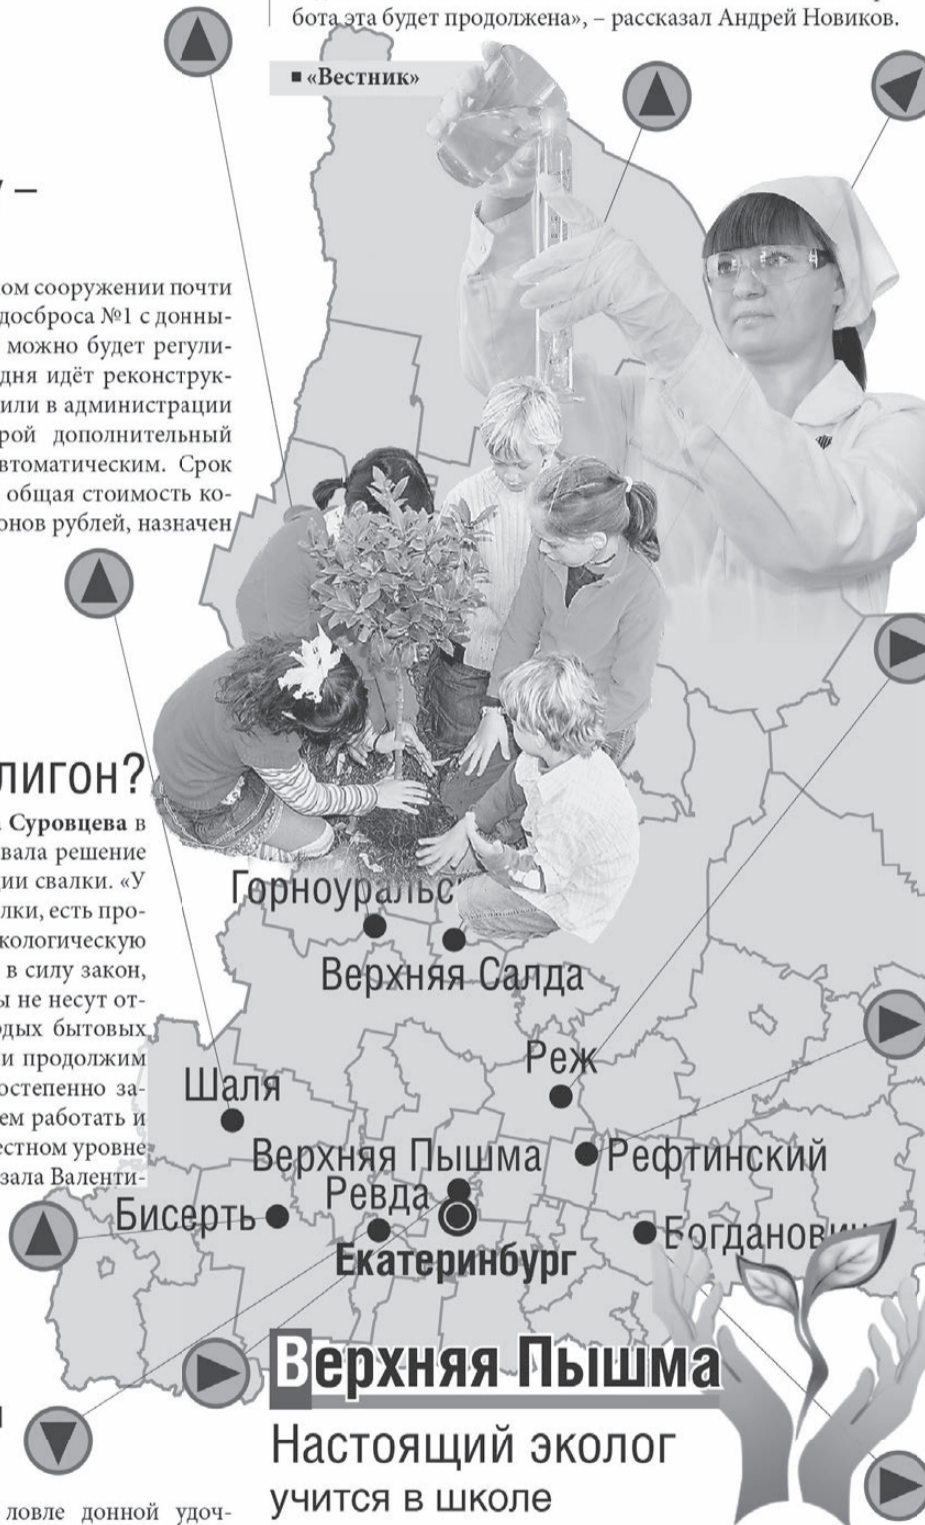 бота эта будет продолжена», – рассказал Андрей Новиков.
■ «Вестник»
–
ом сооружении почти
досброса №1 с донны-
можно будет регули-
дня идёт реконструк-
или в администрации
рой дополнительный
втоматическим. Срок
общая стоимость ко-
онов рублей, назначен
лигон?
Суровцева в
вала решение
ции свалки. «У
лки, есть про-
кологическую
в силу закон,
ы не несут от-
рдых бытовых
и продолжим
остепенно за-
ем работать и
естном уровне
зала Валенти-
Горноуральс
Верхняя Салда
Реж
Шаля
Верхняя Пышма
Рефтинский
Ревда
Бисерть
Богданови
Екатеринбург
Верхняя Пышма
Настоящий эколог
учится в школе
ловле донной удоч-